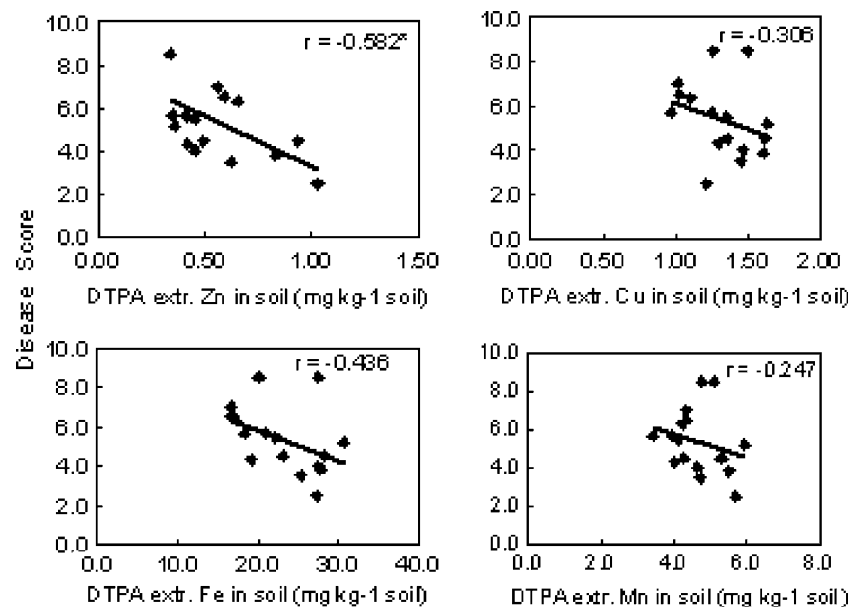 Disease Score
10.0
8.0
6.0
4.0
2.0
0.0
r = -0.582*
0.00 0.50 1.00 1.50
DTPA extr. Zn in soil (mg kg-1 soil)
10.0
8.0
6.0
4.0
2.0
0.0
r = -0.306
0.00 0.50 1.00 1.50 2.00
DTPA extr. Cu in soil (mg kg-1 soil)
10.0
8.0
6.0
4.0
2.0
0.0
r = -0.436
0.0 10.0 20.0 30.0 40.0
DTPA extr. Fe in soil (mg kg-1 soil)
10.0
8.0
6.0
4.0
2.0
0.0
r = -0.247
0.0 2.0 4.0 6.0 8.0
DTPA extr. Mn in soil (mg kg-1 soil)